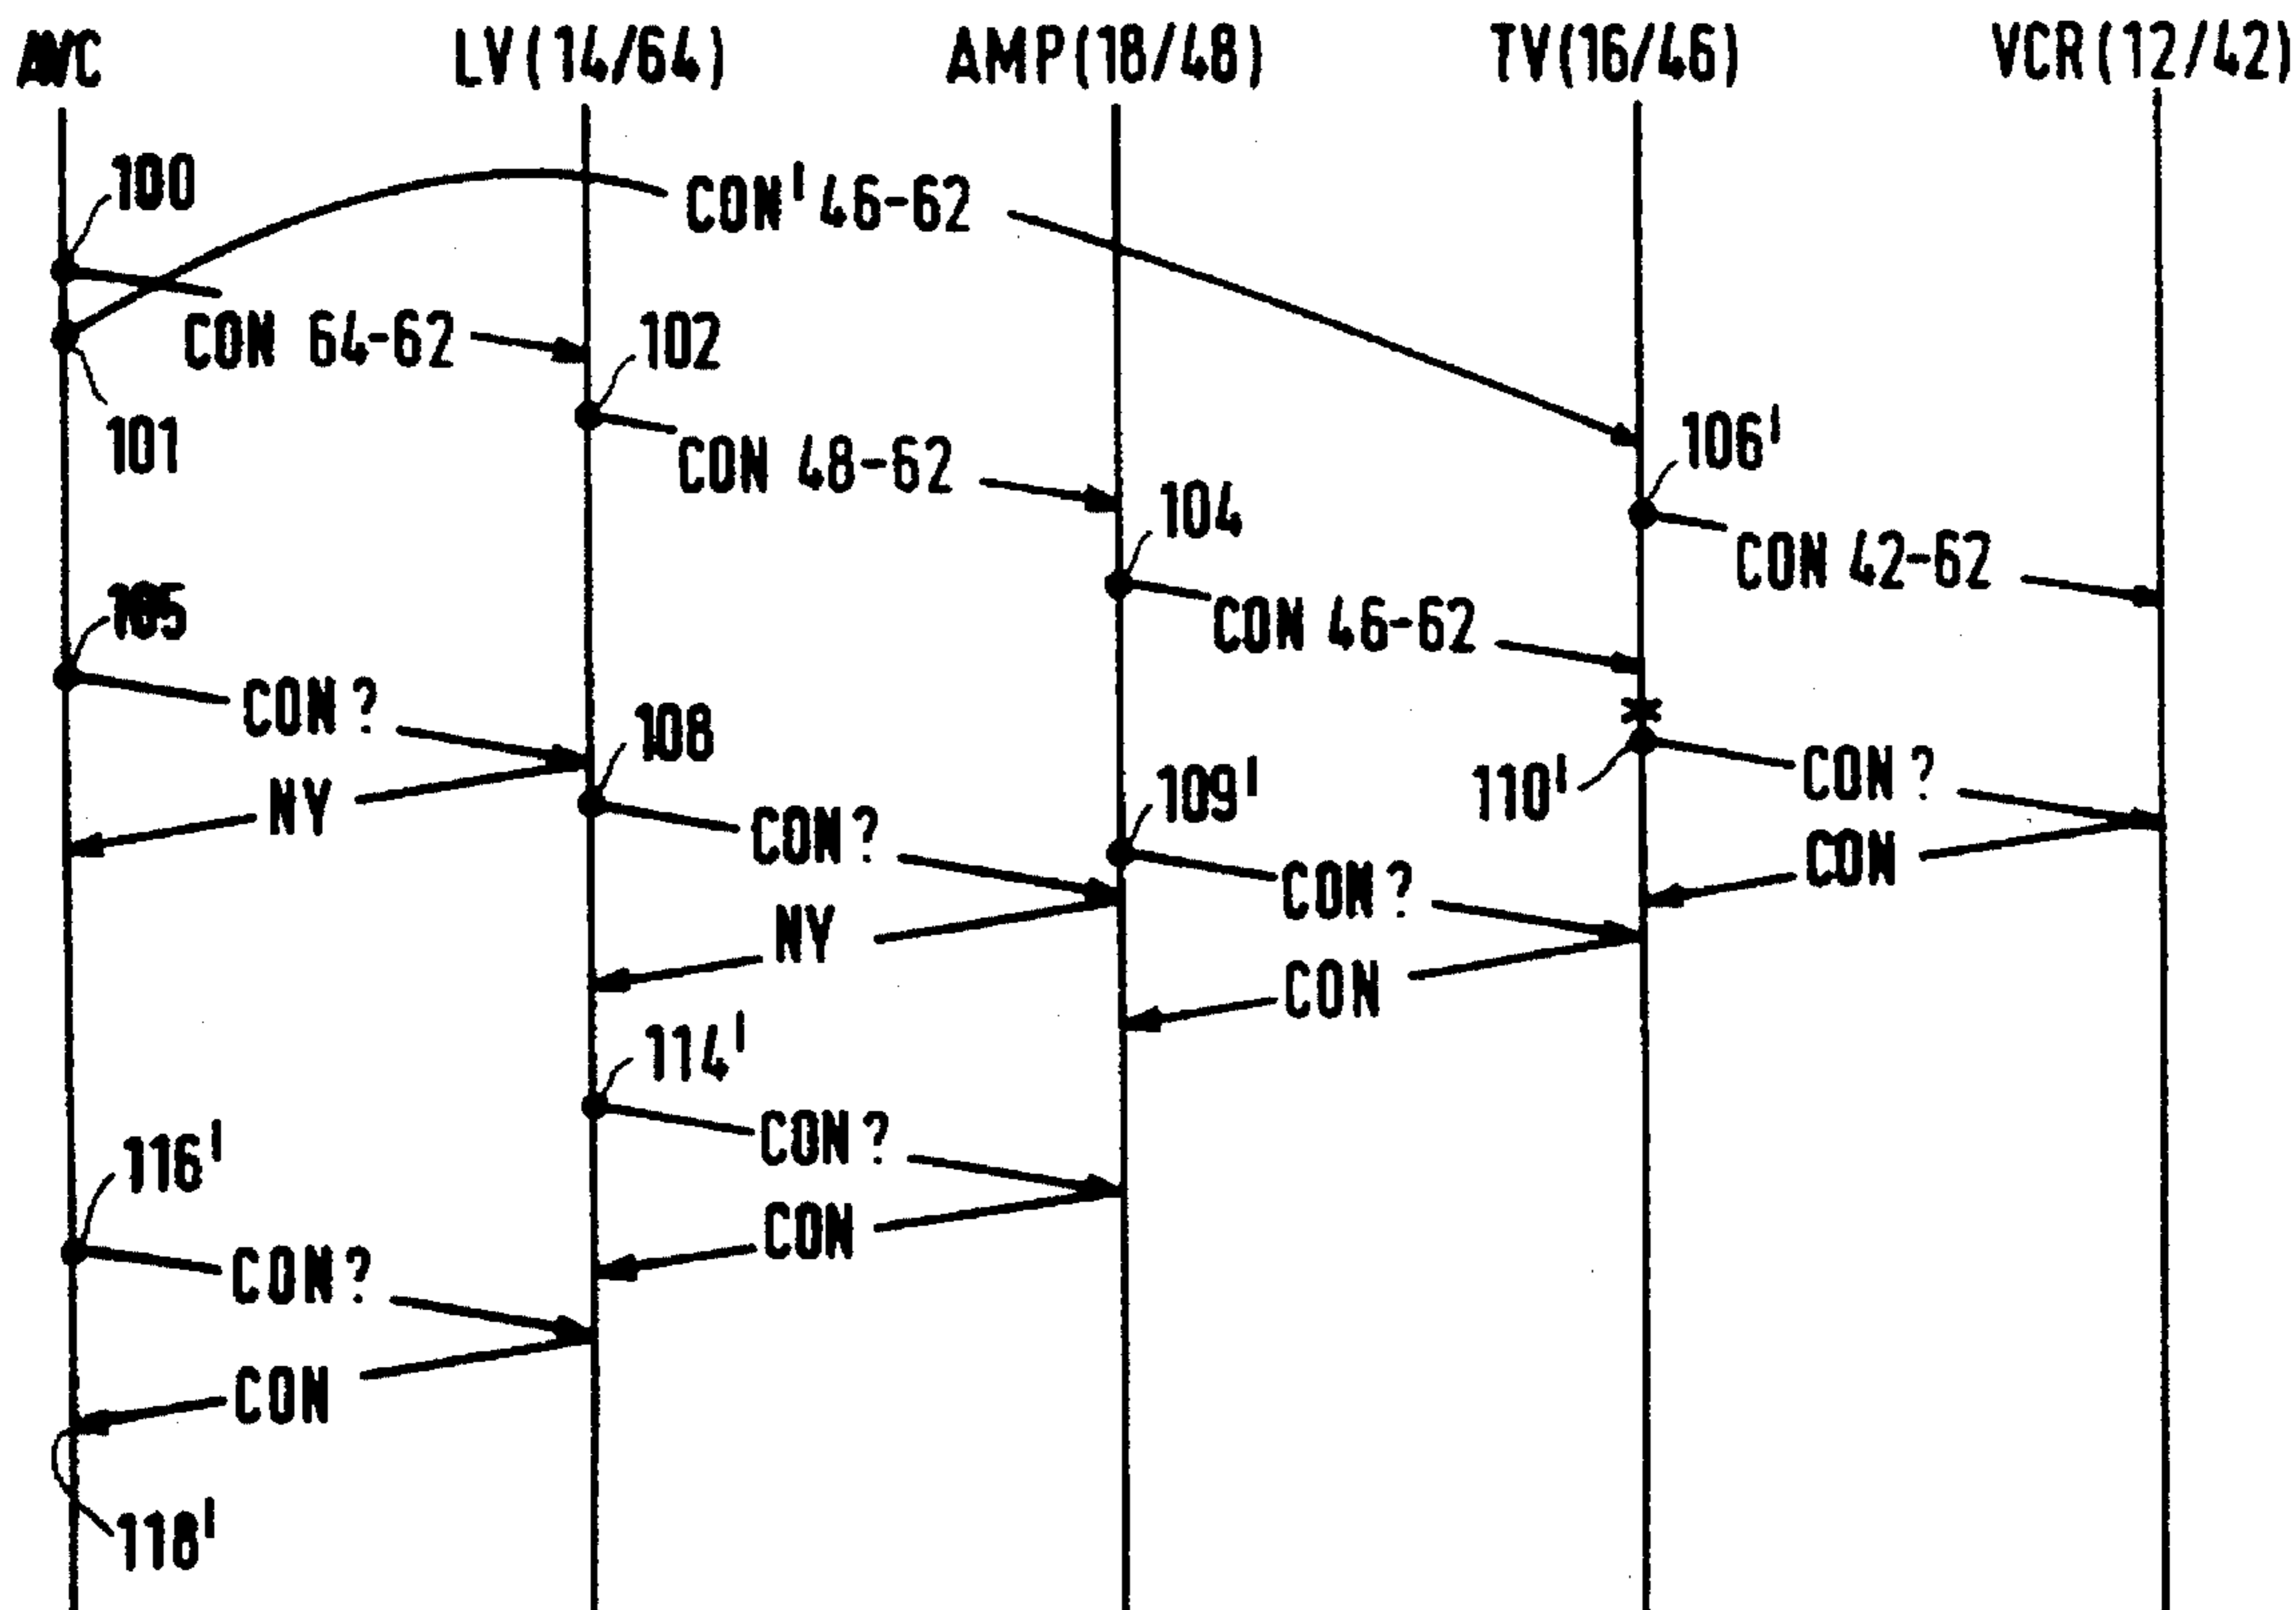 AVC LV(14/64) AMP(18/48) TV(16/46) VCR(12/42)
100
CON' 46-62
CON 64-62
102
101
106'
CON 48-62
104
CON 42-62
105
CON 46-62
CON?
108
CON?
110'
109'
NY
CON?
CON
CON?
NY
CON
114'
CON?
116'
CON
CON?
CON
118'